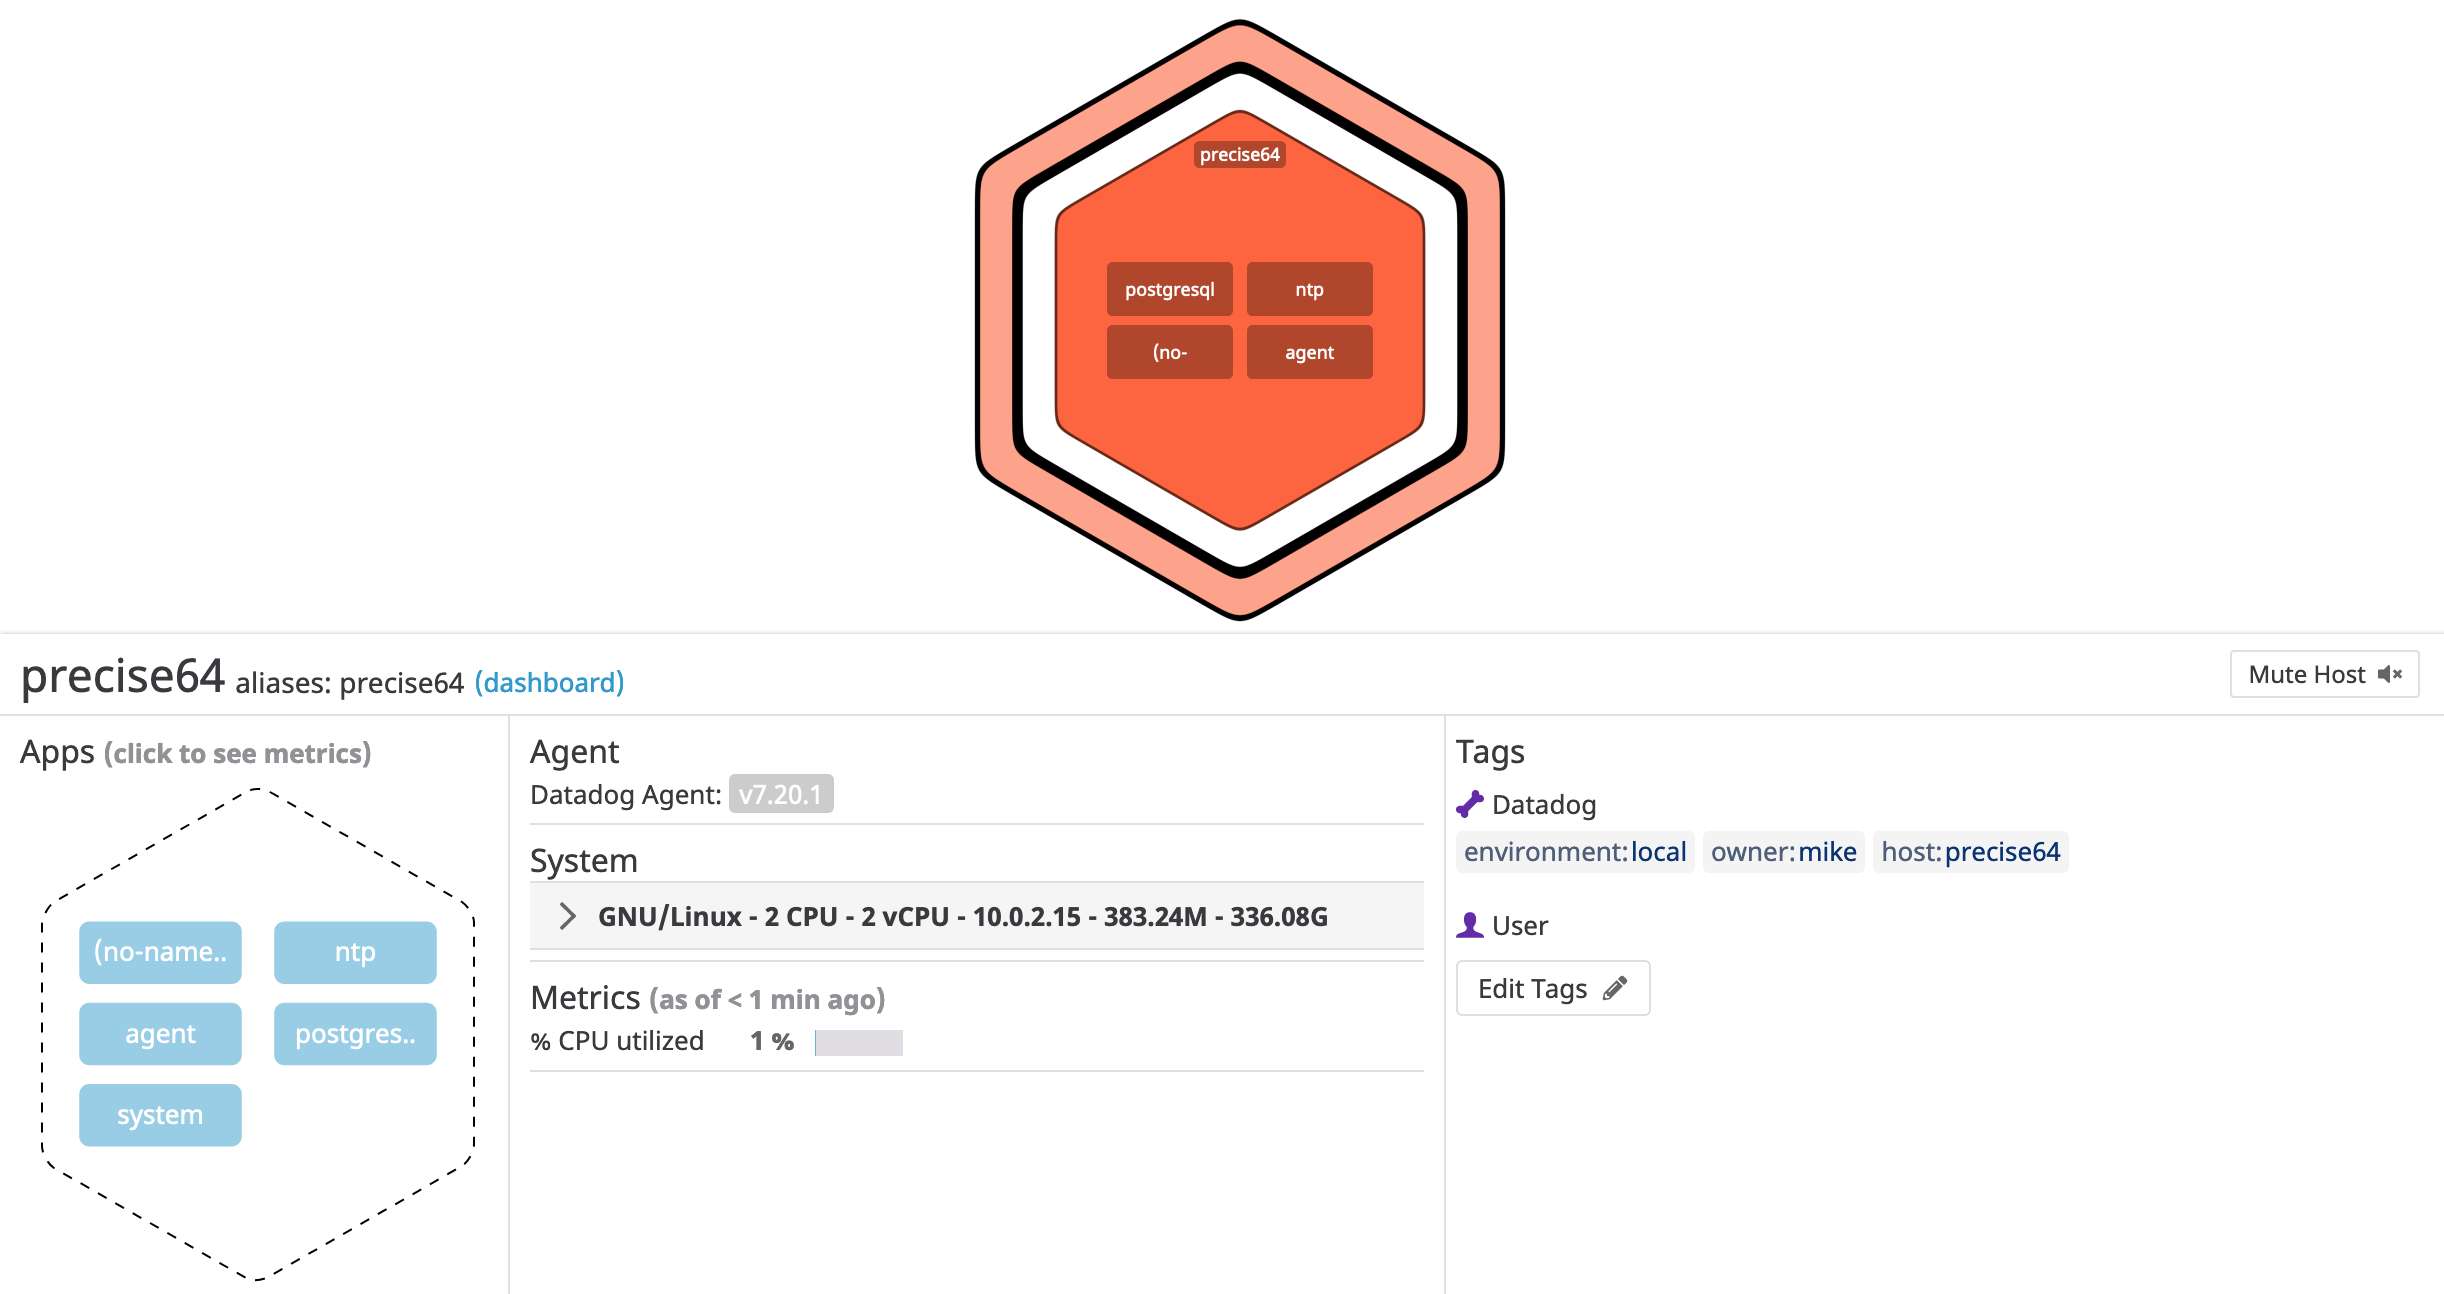 precise64
postgresql ntp
(no- agent
precise64 aliases: precise64 (dashboard)
Mute Host
Apps (click to see metrics)
(no-name.. ntp
agent postgres..
system
Agent
Datadog Agent: v7.20.1
System
GNU/Linux - 2 CPU - 2 vCPU - 10.0.2.15 - 383.24M - 336.08G
Metrics (as of < 1 min ago)
% CPU utilized 1 %
Tags
Datadog
environment:local owner:mike host:precise64
User
Edit Tags